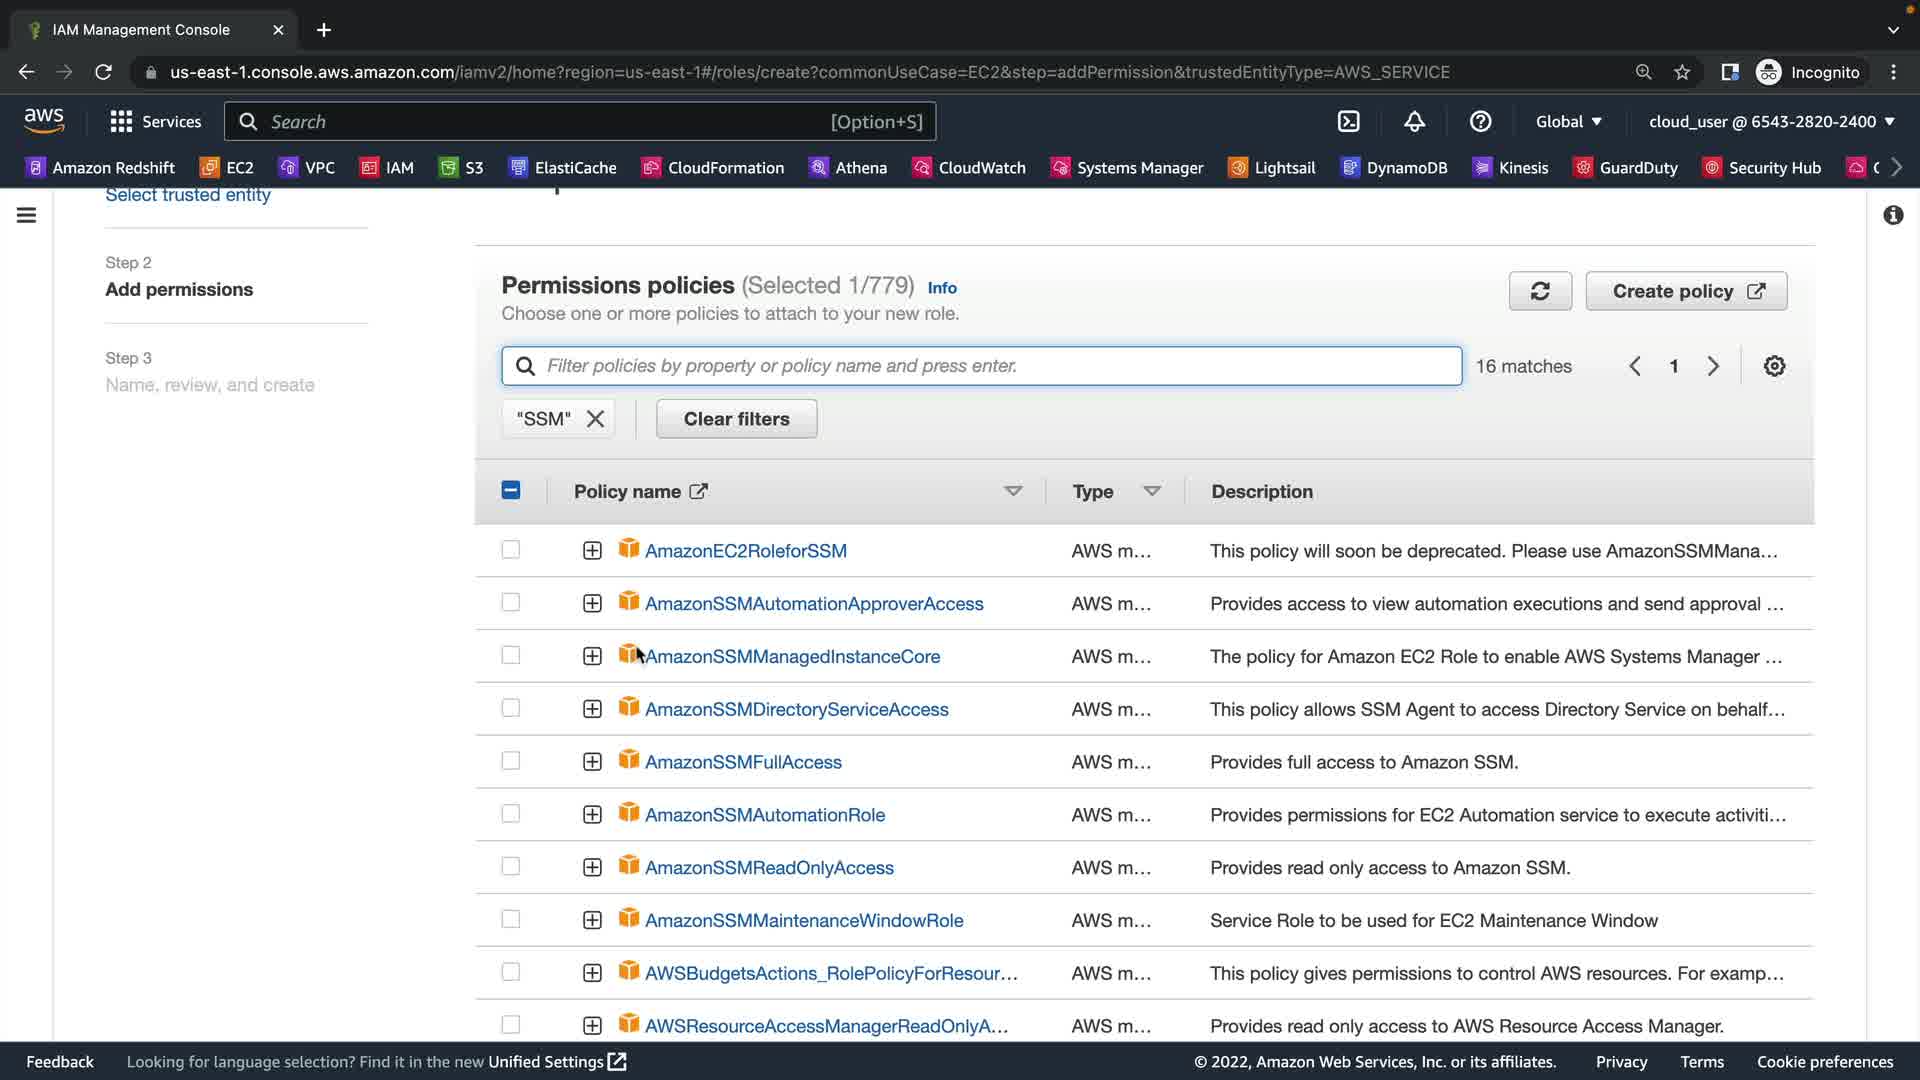 IAM Management Console
us-east-1.console.aws.amazon.com/iamv2/home?region=us-east-1#/roles/create?commonUseCase=EC2&step=addPermission&trustedEntityType=AWS_SERVICE
Incognito
aws
Services
Search
[Option+S]
Global
cloud_user @ 6543-2820-2400
Amazon Redshift
EC2
VPC
IAM
S3
ElastiCache
CloudFormation
Athena
CloudWatch
Systems Manager
Lightsail
DynamoDB
Kinesis
GuardDuty
Security Hub
Select trusted entity
Step 2
Add permissions
Step 3
Name, review, and create
Permissions policies (Selected 1/779) Info
Choose one or more policies to attach to your new role.
Create policy
Filter policies by property or policy name and press enter.
16 matches
1
"SSM"
Clear filters
Policy name
Type
Description
AmazonEC2RoleforSSM AWS m... This policy will soon be deprecated. Please use AmazonSSMMana...
AmazonSSMAutomationApproverAccess AWS m... Provides access to view automation executions and send approval ...
AmazonSSMManagedInstanceCore AWS m... The policy for Amazon EC2 Role to enable AWS Systems Manager ...
AmazonSSMDirectoryServiceAccess AWS m... This policy allows SSM Agent to access Directory Service on behalf...
AmazonSSMFullAccess AWS m... Provides full access to Amazon SSM.
AmazonSSMAutomationRole AWS m... Provides permissions for EC2 Automation service to execute activiti...
AmazonSSMReadOnlyAccess AWS m... Provides read only access to Amazon SSM.
AmazonSSMMaintenanceWindowRole AWS m... Service Role to be used for EC2 Maintenance Window
AWSBudgetsActions_RolePolicyForResour... AWS m... This policy gives permissions to control AWS resources. For examp...
AWSResourceAccessManagerReadOnlyA... AWS m... Provides read only access to AWS Resource Access Manager.
Feedback
Looking for language selection? Find it in the new Unified Settings
© 2022, Amazon Web Services, Inc. or its affiliates.
Privacy
Terms
Cookie preferences